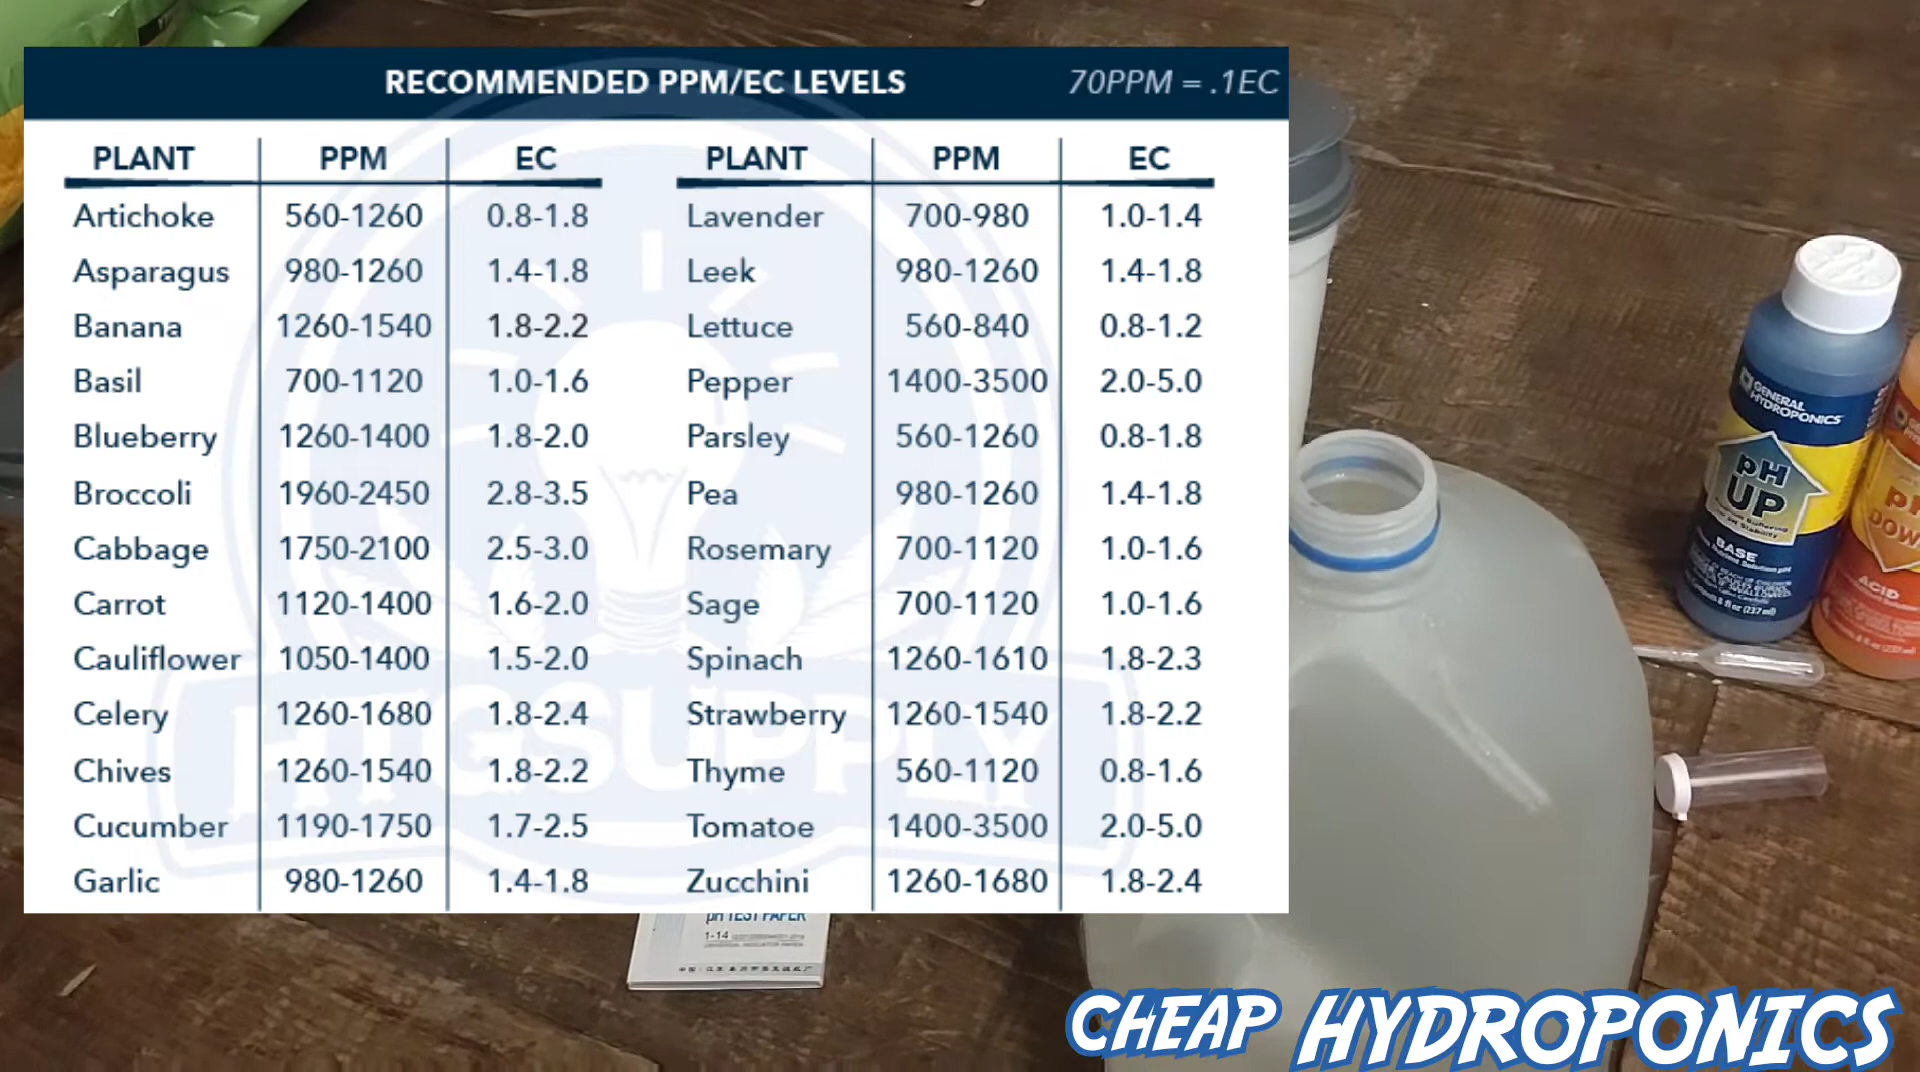 RECOMMENDED PPM/EC LEVELS 70PPM = .1EC
PLANT PPM EC PLANT PPM EC
Artichoke 560-1260 0.8-1.8 Lavender 700-980 1.0-1.4
Asparagus 980-1260 1.4-1.8 Leek 980-1260 1.4-1.8
Banana 1260-1540 1.8-2.2 Lettuce 560-840 0.8-1.2
Basil 700-1120 1.0-1.6 Pepper 1400-3500 2.0-5.0
Blueberry 1260-1400 1.8-2.0 Parsley 560-1260 0.8-1.8
Broccoli 1960-2450 2.8-3.5 Pea 980-1260 1.4-1.8
Cabbage 1750-2100 2.5-3.0 Rosemary 700-1120 1.0-1.6
Carrot 1120-1400 1.6-2.0 Sage 700-1120 1.0-1.6
Cauliflower 1050-1400 1.5-2.0 Spinach 1260-1610 1.8-2.3
Celery 1260-1680 1.8-2.4 Strawberry 1260-1540 1.8-2.2
Chives 1260-1540 1.8-2.2 Thyme 560-1120 0.8-1.6
Cucumber 1190-1750 1.7-2.5 Tomatoe 1400-3500 2.0-5.0
Garlic 980-1260 1.4-1.8 Zucchini 1260-1680 1.8-2.4
HTGSUPPLY
GENERAL
HYDROPONICS
pH
UP
BASE
8 fl oz (237 ml)
pH
ACID
pH TEST PAPER
1-14
CHEAP HYDROPONICS